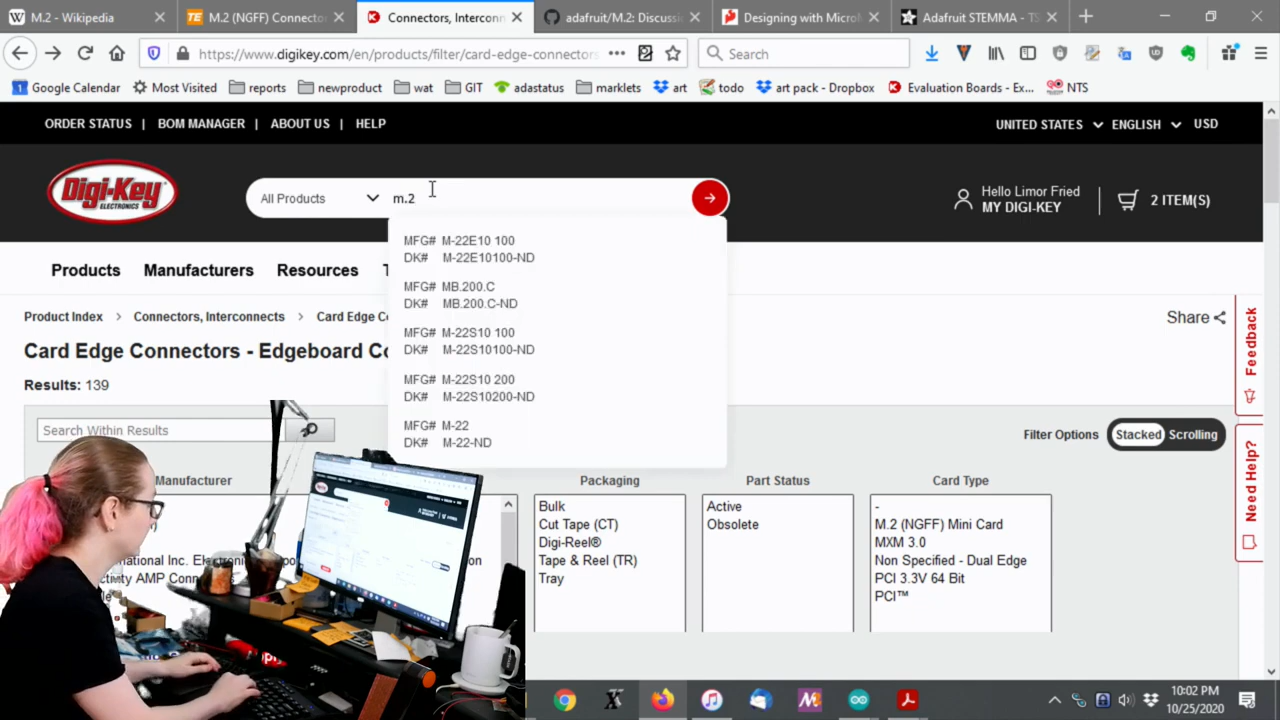 M.2 - Wikipedia
M.2 (NGFF) Connecto
Connectors, Interconn
adafruit/M.2: Discussi
Designing with MicroM
Adafruit STEMMA - TS
https://www.digikey.com/en/products/filter/card-edge-connectors
Search
Google Calendar
Most Visited
reports
newproduct
wat
GIT
adastatus
marklets
art
todo
art pack - Dropbox
Evaluation Boards - Ex...
NTS
ORDER STATUS | BOM MANAGER | ABOUT US | HELP
UNITED STATES ENGLISH USD
Digi-Key
ELECTRONICS
All Products
m.2
Hello Limor Fried
MY DIGI-KEY
2 ITEM(S)
MFG# M-22E10 100
DK# M-22E10100-ND
MFG# MB.200.C
DK# MB.200.C-ND
MFG# M-22S10 100
DK# M-22S10100-ND
MFG# M-22S10 200
DK# M-22S10200-ND
MFG# M-22
DK# M-22-ND
Products Manufacturers Resources T
Product Index > Connectors, Interconnects > Card Edge Co
Share
Card Edge Connectors - Edgeboard Co
Results: 139
Search Within Results
Filter Options
Stacked
Scrolling
Feedback
Need Help?
Manufacturer
Packaging
Bulk
Cut Tape (CT)
Digi-Reel®
Tape & Reel (TR)
Tray
Part Status
Active
Obsolete
Card Type
-
M.2 (NGFF) Mini Card
MXM 3.0
Non Specified - Dual Edge
PCI 3.3V 64 Bit
PCI™
10:02 PM
10/25/2020